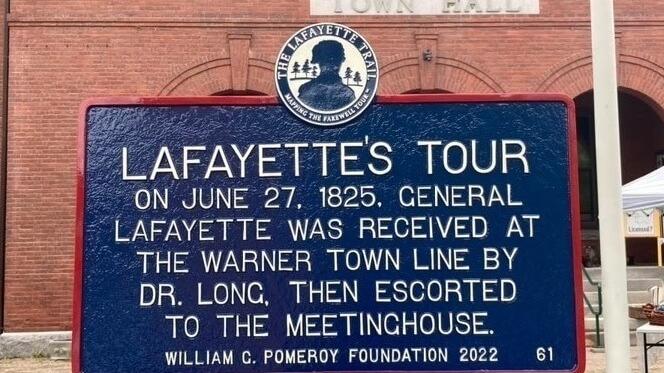 TOWN HALL
THE LAFAYETTE TRAIL
MAPPING THE FAREWELL TOUR
LAFAYETTE'S TOUR
ON JUNE 27, 1825, GENERAL
LAFAYETTE WAS RECEIVED AT
THE WARNER TOWN LINE BY
DR. LONG, THEN ESCORTED
TO THE MEETINGHOUSE.
WILLIAM G. POMEROY FOUNDATION 2022 61
Licensed?